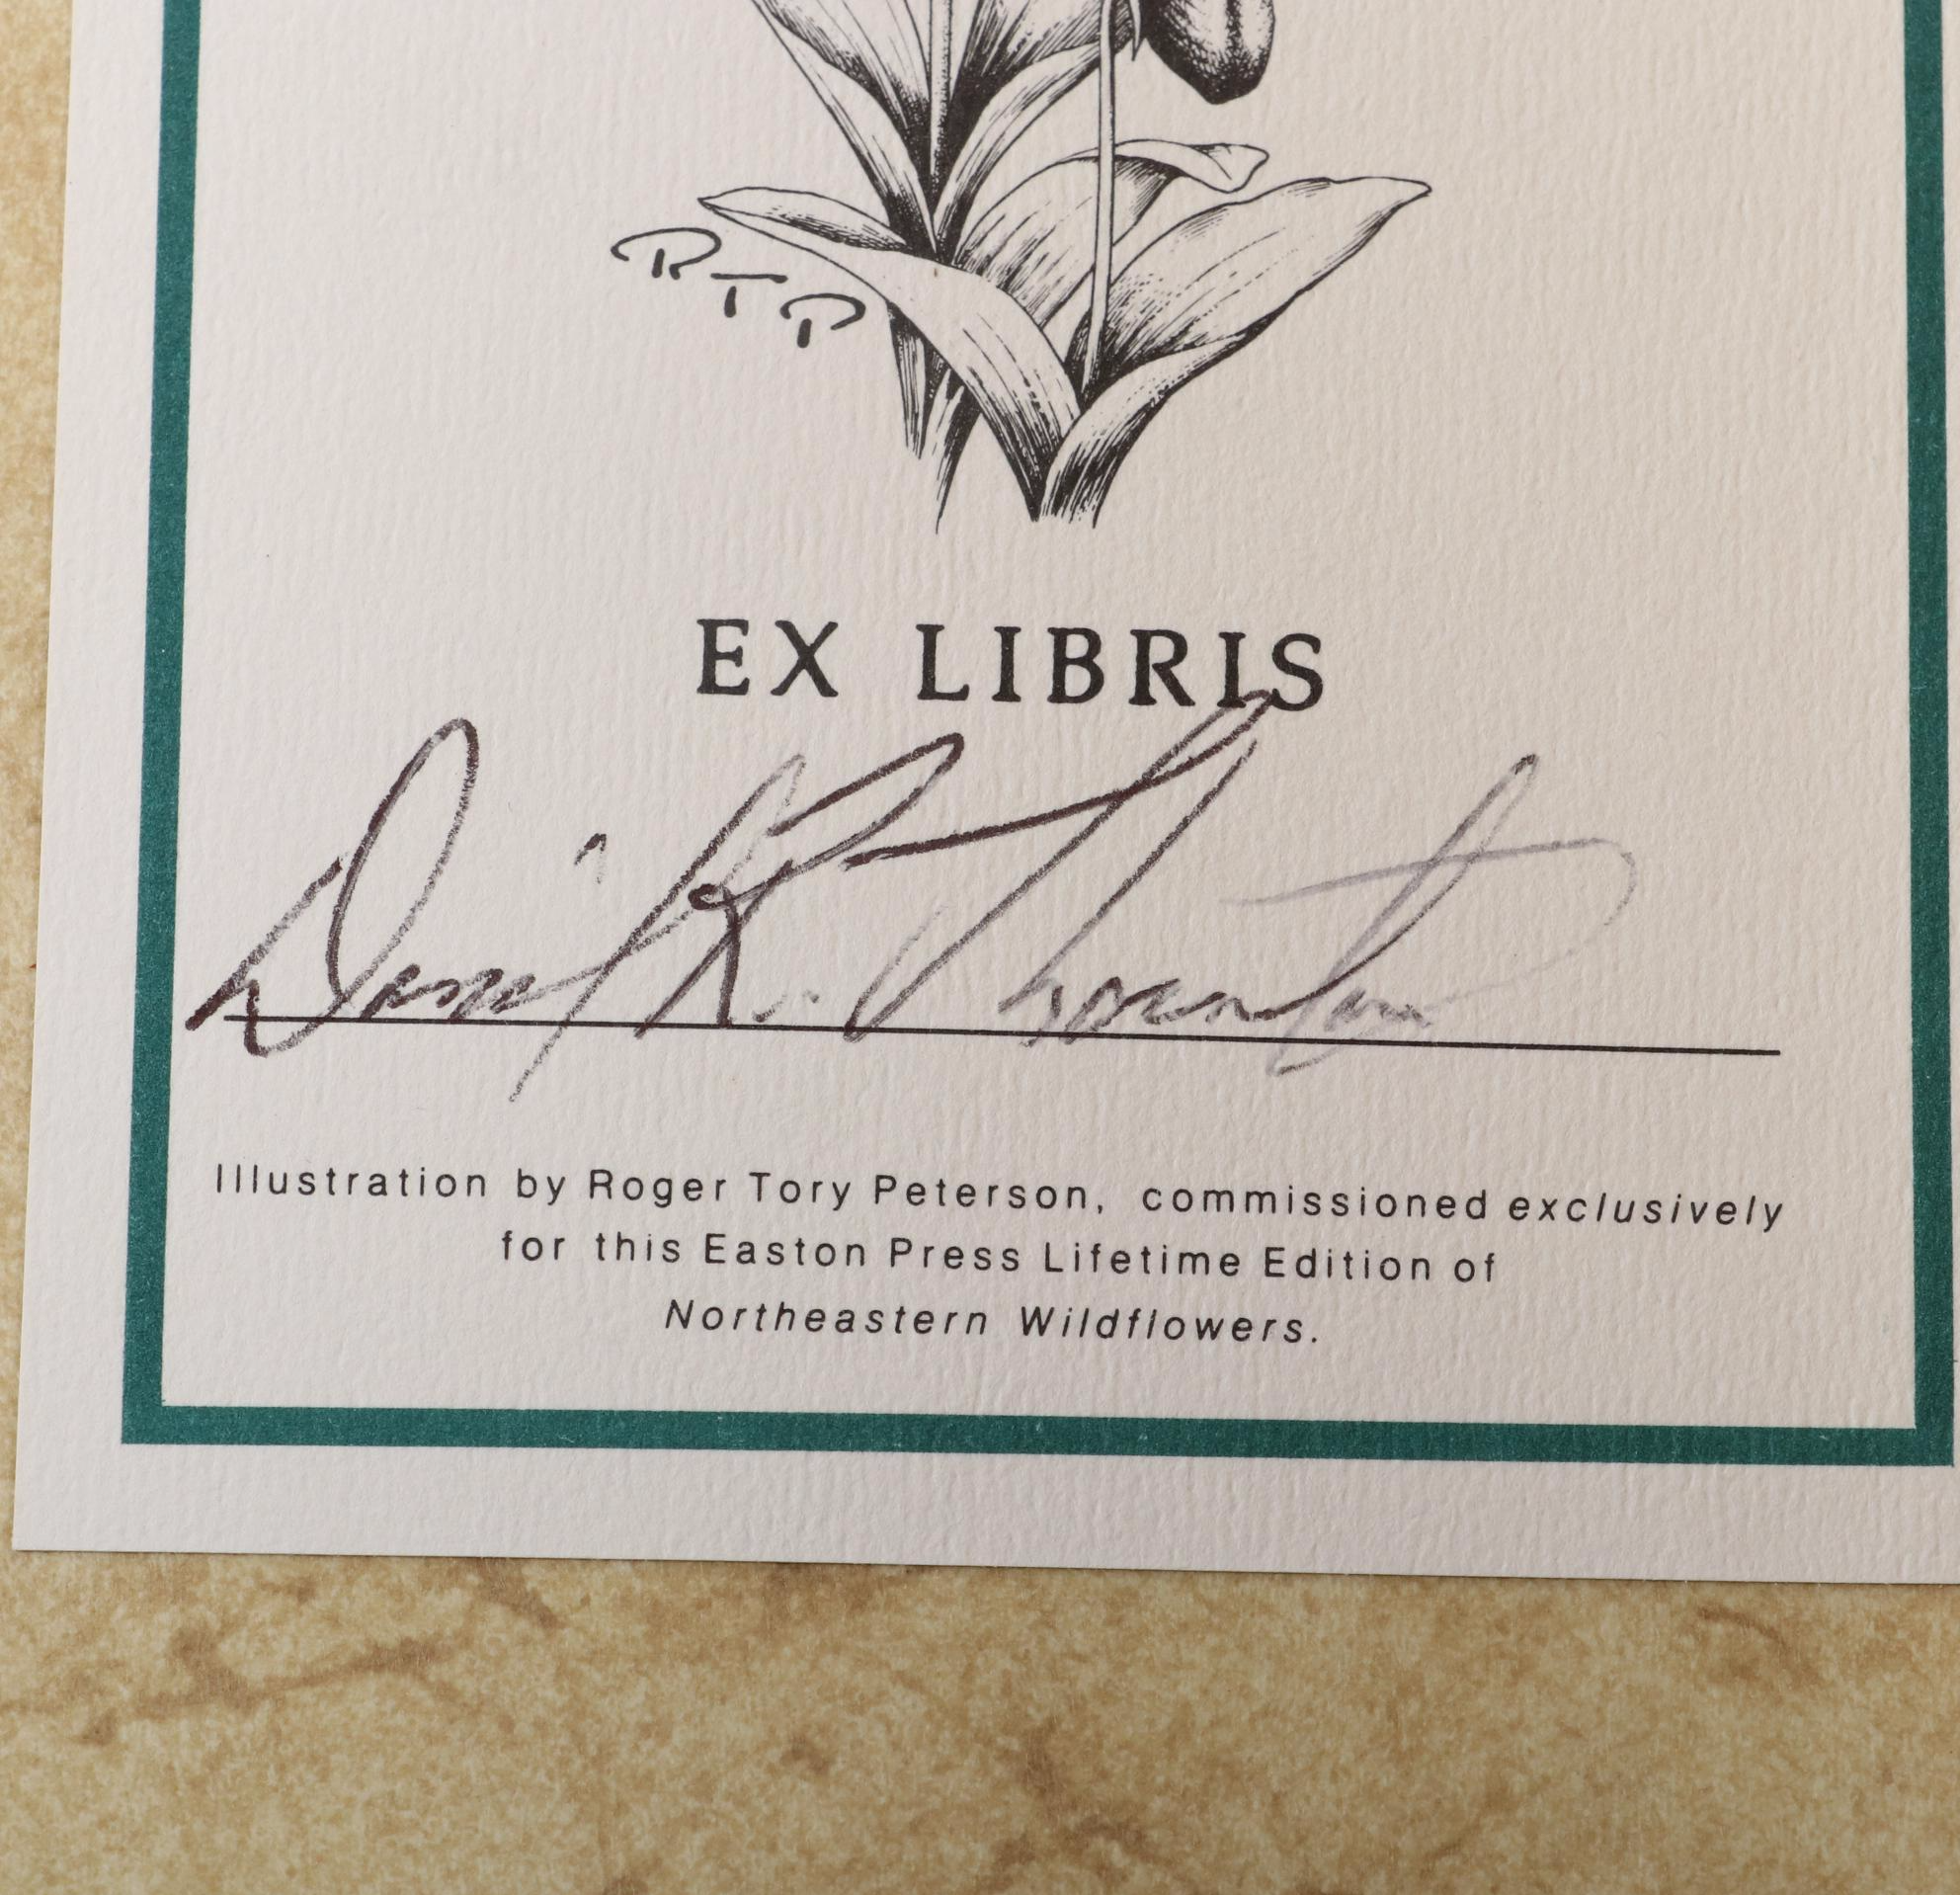 RTP
EX LIBRIS
Illustration by Roger Tory Peterson, commissioned exclusively
for this Easton Press Lifetime Edition of
Northeastern Wildflowers.